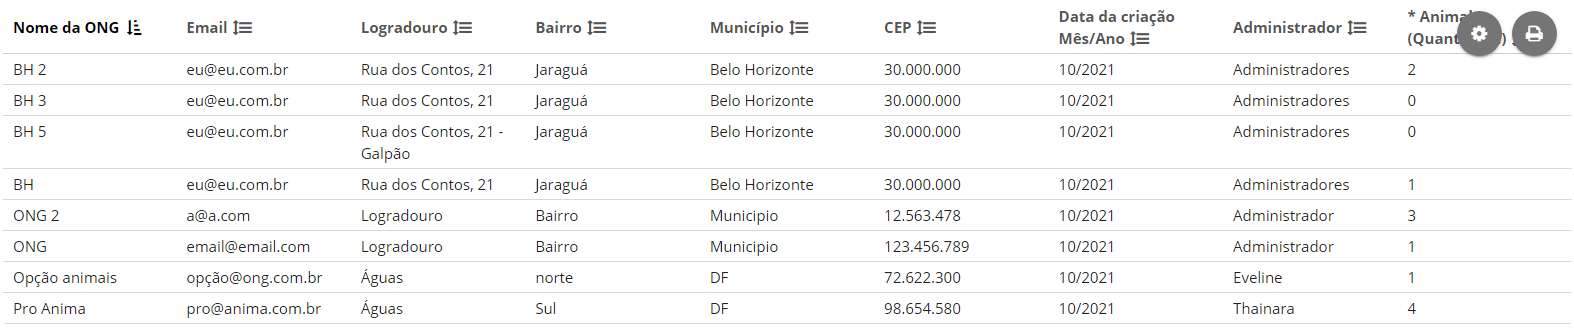 Nome da ONG Email Logradouro Bairro Município CEP Data da criação Mês/Ano Administrador * (Quant
BH 2 eu@eu.com.br Rua dos Contos, 21 Jaraguá Belo Horizonte 30.000.000 10/2021 Administradores 2
BH 3 eu@eu.com.br Rua dos Contos, 21 Jaraguá Belo Horizonte 30.000.000 10/2021 Administradores 0
BH 5 eu@eu.com.br Rua dos Contos, 21 - Jaraguá Belo Horizonte 30.000.000 10/2021 Administradores 0
Galpão
BH eu@eu.com.br Rua dos Contos, 21 Jaraguá Belo Horizonte 30.000.000 10/2021 Administradores 1
ONG 2 a@a.com Logradouro Bairro Municipio 12.563.478 10/2021 Administrador 3
ONG email@email.com Logradouro Bairro Municipio 123.456.789 10/2021 Administrador 1
Opção animais opção@ong.com.br Águas norte DF 72.622.300 10/2021 Eveline 1
Pro Anima pro@anima.com.br Águas Sul DF 98.654.580 10/2021 Thainara 4